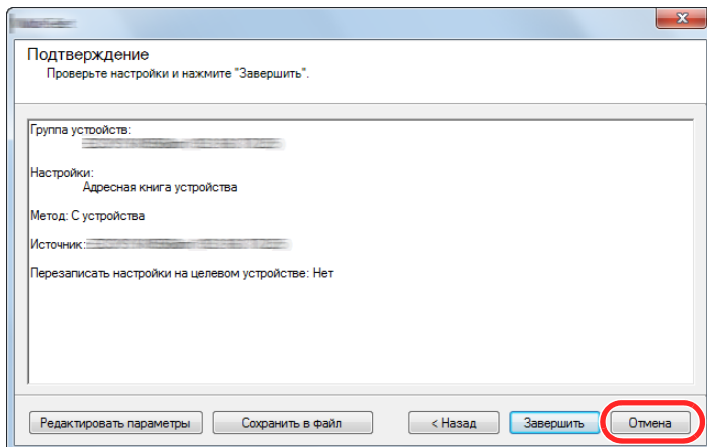 Подтверждение
Проверьте настройки и нажмите "Завершить".
Группа устройств:
Настройки:
Адресная книга устройства
Метод: С устройства
Источник:
Перезаписать настройки на целевом устройстве: Нет
Редактировать параметры Сохранить в файл < Назад Завершить Отмена